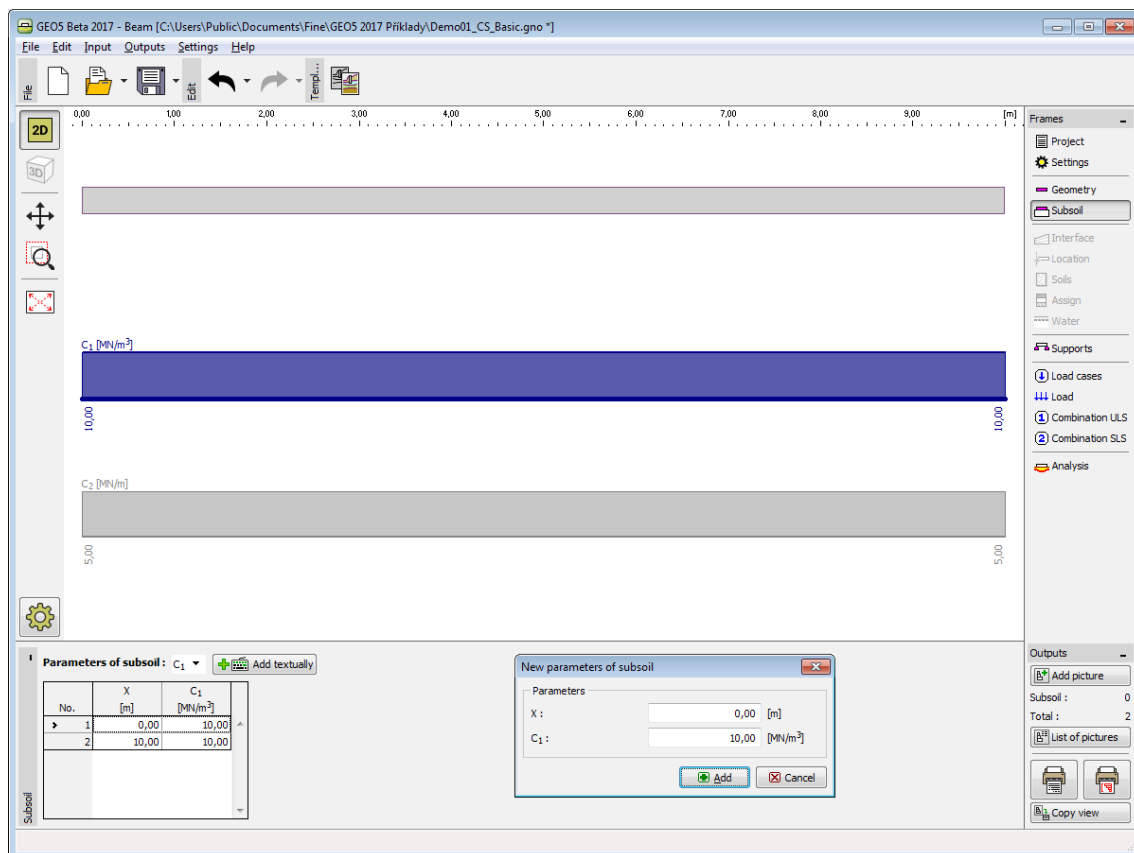 GEO5 Beta 2017 - Beam [C:\Users\Public\Documents\Fine\GEO5 2017 Příklady\Demo01_CS_Basic.gno *]
File Edit Input Outputs Settings Help
File
Edit
Templ...
2D
3D
0,00 1,00 2,00 3,00 4,00 5,00 6,00 7,00 8,00 9,00 [m]
C1 [MN/m³]
10,00 10,00
C2 [MN/m]
5,00 5,00
Frames
Project
Settings
Geometry
Subsoil
Interface
Location
Soils
Assign
Water
Supports
Load cases
Load
1 Combination ULS
2 Combination SLS
Analysis
Subsoil
Parameters of subsoil : C1 Add textually
No. X [m] C1 [MN/m³]
> 1 0,00 10,00
2 10,00 10,00
New parameters of subsoil
Parameters
X : 0,00 [m]
C1 : 10,00 [MN/m³]
Add Cancel
Outputs
Add picture
Subsoil : 0
Total : 2
List of pictures
Copy view